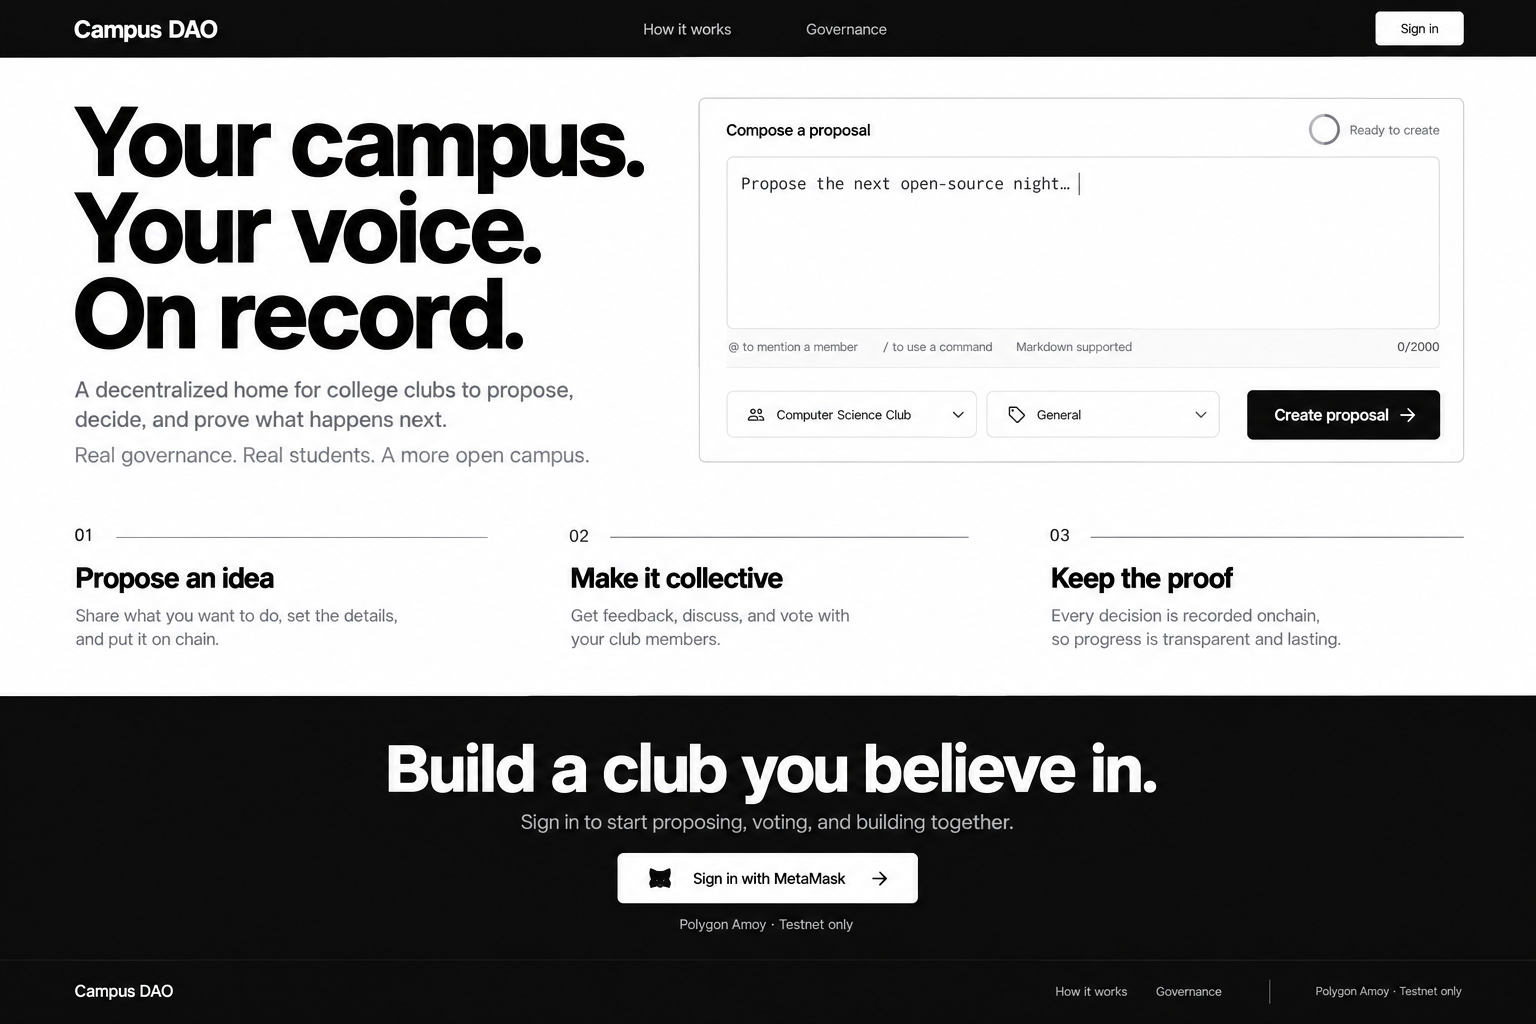 Campus DAO
How it works
Governance
Sign in
Your campus.
Your voice.
On record.
A decentralized home for college clubs to propose,
decide, and prove what happens next.
Real governance. Real students. A more open campus.
Compose a proposal
Ready to create
Propose the next open-source night…
@ to mention a member
/ to use a command
Markdown supported
0/2000
Computer Science Club
General
Create proposal →
01
Propose an idea
Share what you want to do, set the details,
and put it on chain.
02
Make it collective
Get feedback, discuss, and vote with
your club members.
03
Keep the proof
Every decision is recorded onchain,
so progress is transparent and lasting.
Build a club you believe in.
Sign in to start proposing, voting, and building together.
Sign in with MetaMask →
Polygon Amoy · Testnet only
Campus DAO
How it works
Governance
Polygon Amoy · Testnet only